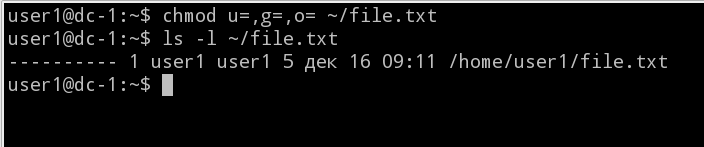 user1@dc-1:~$ chmod u=,g=,o= ~/file.txt
user1@dc-1:~$ ls -l ~/file.txt
---------- 1 user1 user1 5 дек 16 09:11 /home/user1/file.txt
user1@dc-1:~$